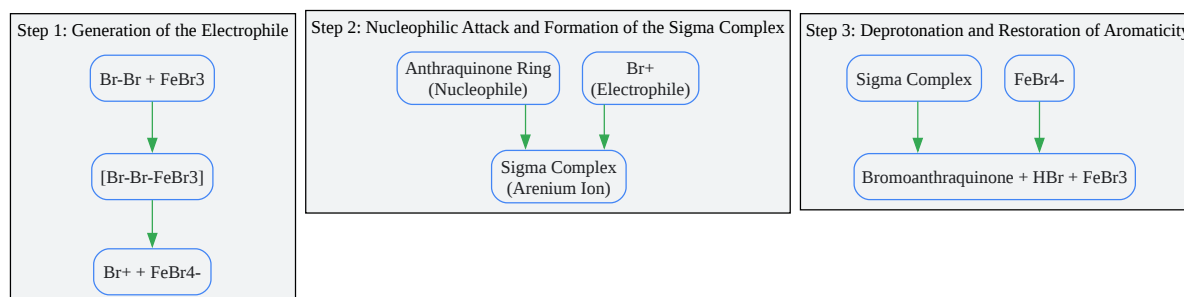 Step 1: Generation of the Electrophile
Br-Br + FeBr3
[Br-Br-FeBr3]
Br+ + FeBr4-
Step 2: Nucleophilic Attack and Formation of the Sigma Complex
Anthraquinone Ring
(Nucleophile)
Br+
(Electrophile)
Sigma Complex
(Arenium Ion)
Step 3: Deprotonation and Restoration of Aromaticity
Sigma Complex
FeBr4-
Bromoanthraquinone + HBr + FeBr3